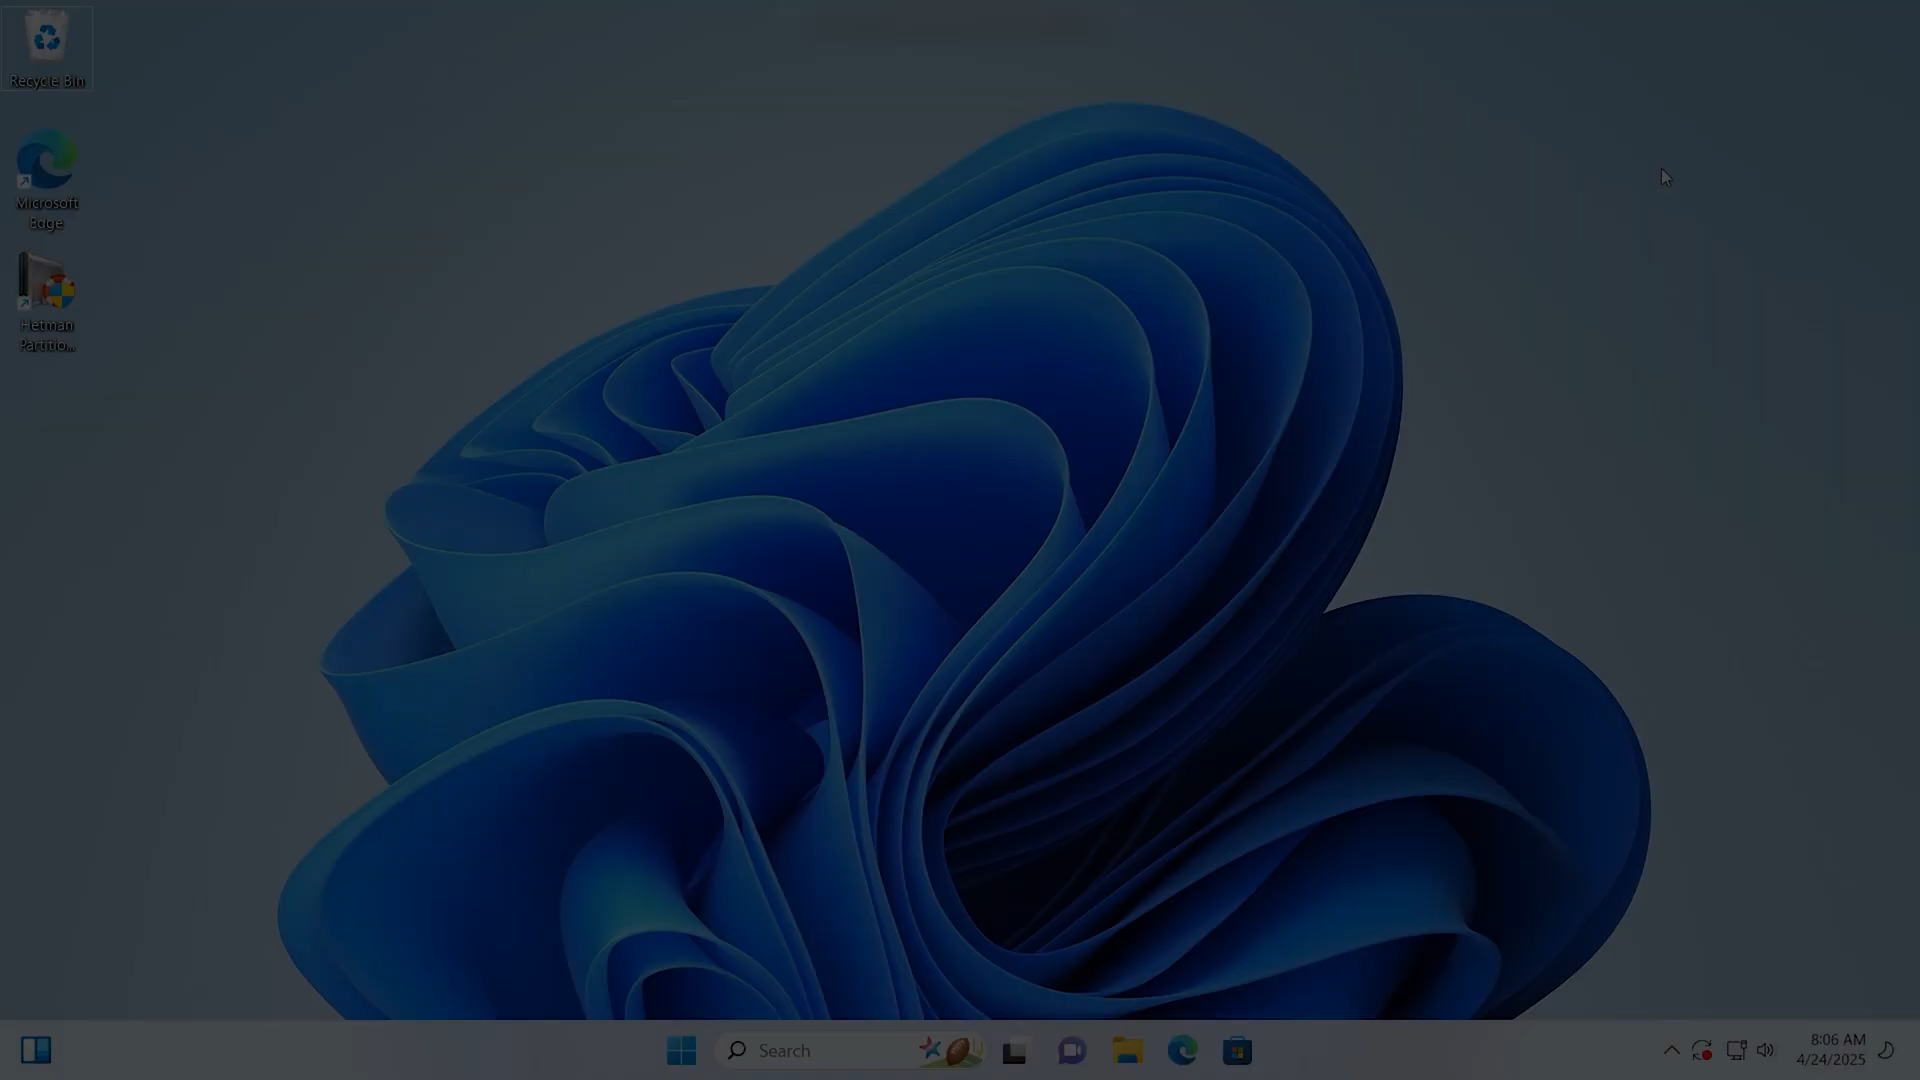 Recycle Bin
Microsoft
Edge
Hetman
Partitio...
Search
8:06 AM
4/24/2025